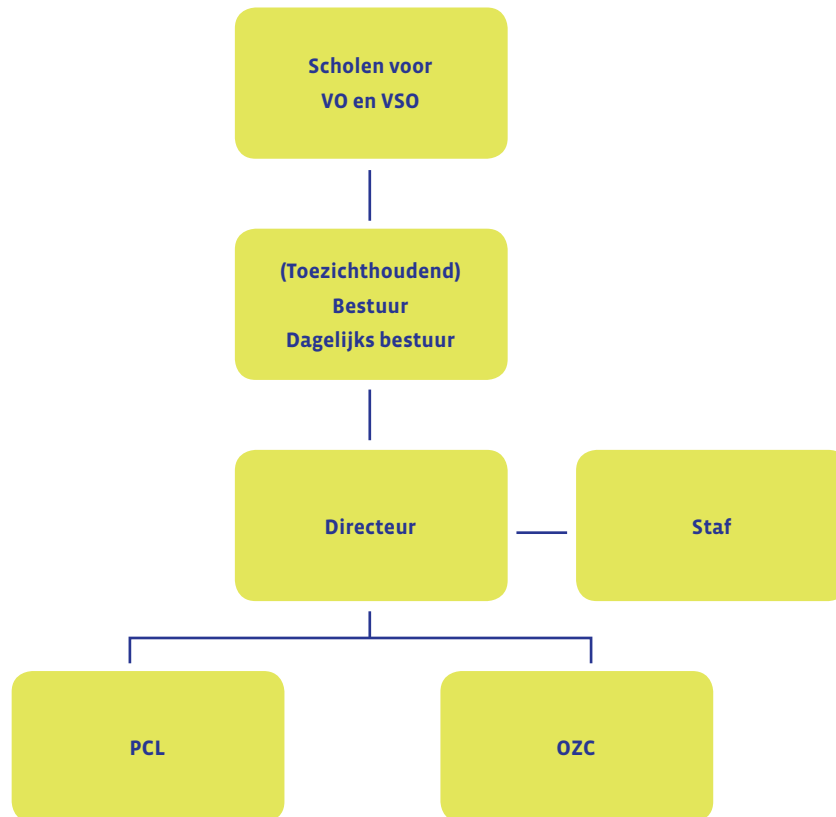 Scholen voor
VO en VSO
(Toezichthoudend)
Bestuur
Dagelijks bestuur
Directeur
Staf
PCL
OZC